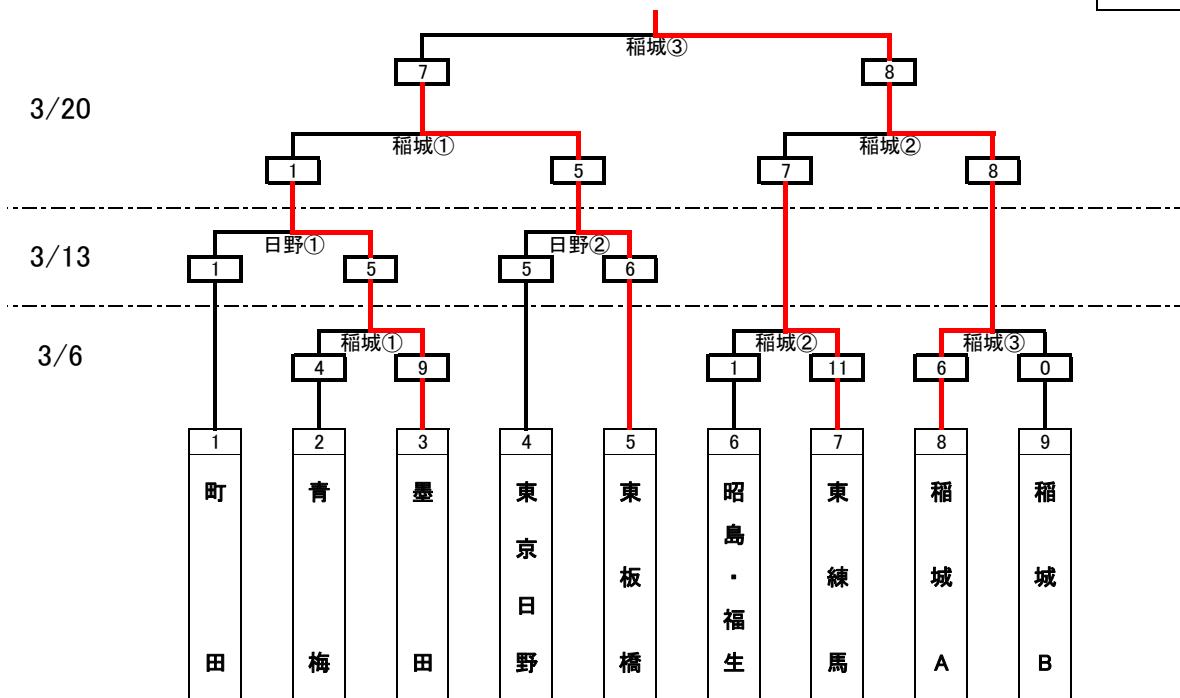 稲城③
7 8
3/20
稲城① 稲城②
1 5 7 8
日野① 日野②
3/13
1 5 5 6
稲城① 稲城② 稲城③
3/6
4 9 1 11 6 0
1 2 3 4 5 6 7 8 9
町田
青梅
墨田
東京日野
東板橋
昭島・福生
東練馬
稲城A
稲城B